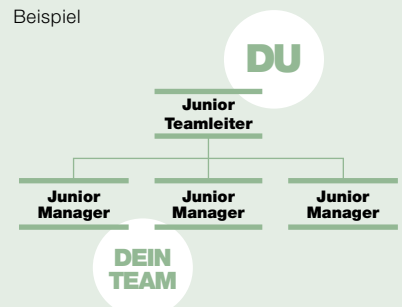 Beispiel
DU
Junior
Teamleiter
Junior
Manager
Junior
Manager
Junior
Manager
DEIN
TEAM